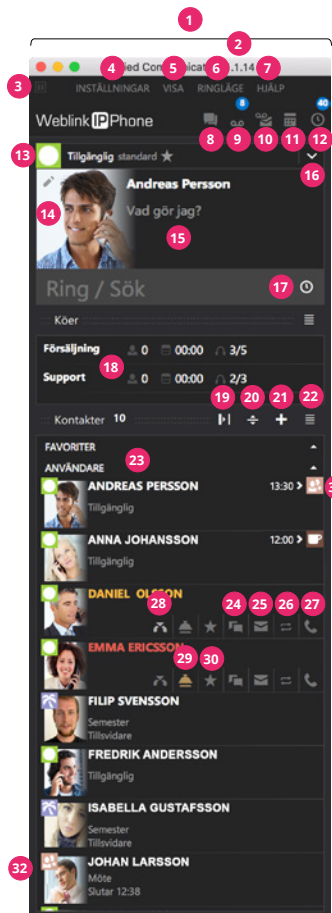 1
2
4 5 6 7
ied Co municat .1.14
3 INSTÄLLNINGAR VISA RINGLÄGE HJÄLP
8 40
Weblink IP Phone
8 9 10 11 12
13 Tillgänglig standard
16
Andreas Persson
14 Vad gör jag?
15
Ring / Sök 17
Köer
Försäljning 0 00:00 3/5
18
Support 0 00:00 2/3
19 20 21 22
Kontakter 10
FAVORITER
23
ANVÄNDARE
ANDREAS PERSSON 13:30
Tillgänglig
ANNA JOHANSSON 12:00
Tillgänglig
DANIEL OLSSON
28 24 25 26 27
EMMA ERICSSON
29 30
FILIP SVENSSON
Semester
Tillsvidare
FREDRIK ANDERSSON
Tillgänglig
ISABELLA GUSTAFSSON
Semester
Tillsvidare
32 JOHAN LARSSON
Möte
Slutar 12:38